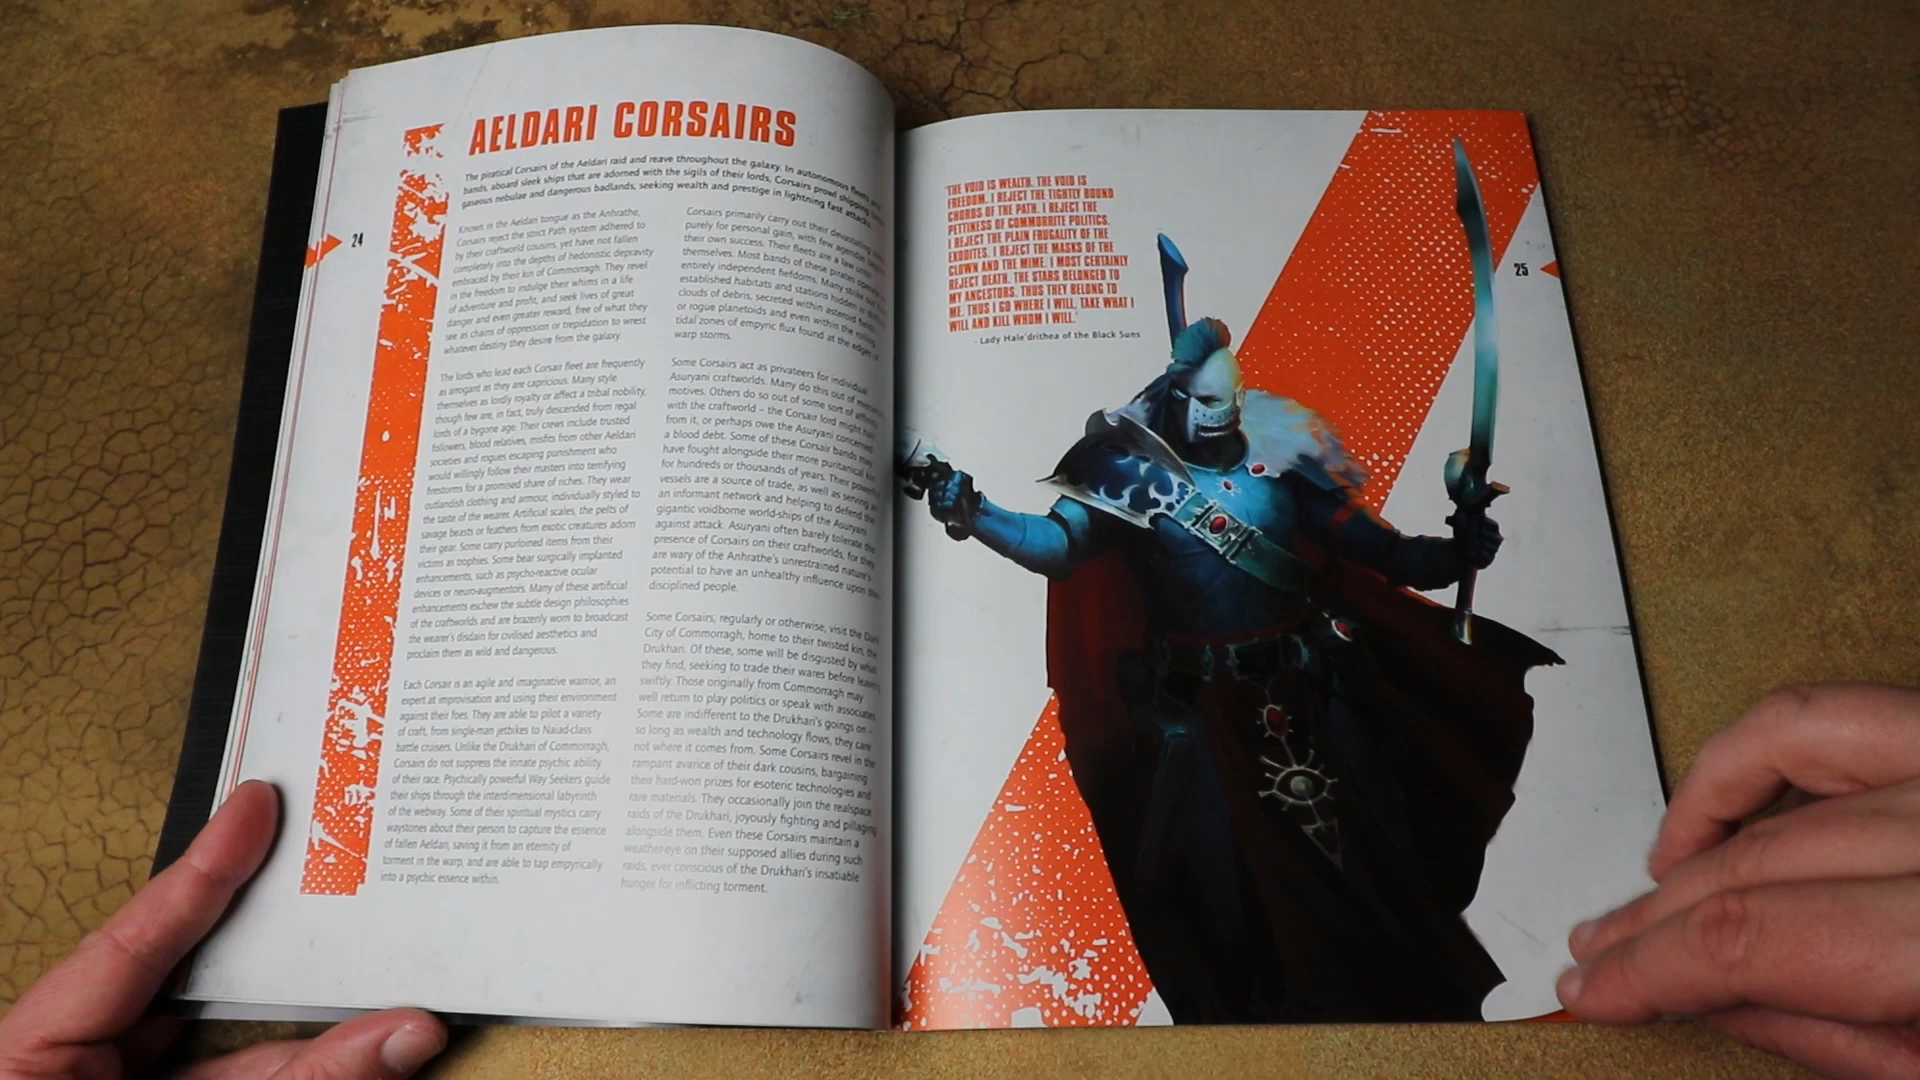 AELDARI CORSAIRS
The piratical Corsairs of the Aeldari raid and reave throughout the galaxy. In autonomous
bands, aboard sleek ships that are adorned with the sigils of their lords, Corsairs prowl shipping
gaseous nebulae and dangerous badlands, seeking wealth and prestige in lightning fast attacks.
24
Known in the Aeldari tongue as the Anhrathe,
Corsairs reject the strict Path system adhered to
by their craftworld cousins, yet have not fallen
completely into the depths of hedonistic depravity
embraced by their kin of Commorragh. They revel
in the freedom to indulge their whims in a life
of adventure and profit, and seek lives of great
danger and even greater reward, free of what they
see as chains of oppression or trepidation to wrest
whatever destiny they desire from the galaxy.
The lords who lead each Corsair fleet are frequently
as arrogant as they are capricious. Many style
themselves as lordly royalty or affect a tribal nobility,
though few are, in fact, truly descended from regal
lords of a bygone age. Their crews include trusted
followers, blood relatives, misfits from other Aeldari
societies and rogues escaping punishment who
would willingly follow their masters into terrifying
firestorms for a promised share of riches. They wear
outlandish clothing and armour, individually styled to
the taste of the wearer. Artificial scales, the pelts of
savage beasts or feathers from exotic creatures adorn
their gear. Some carry purloined items from their
victims as trophies. Some bear surgically implanted
enhancements, such as psycho-reactive ocular
devices or neuro-augmentors. Many of these artificial
enhancements eschew the subtle design philosophies
of the craftworlds and are brazenly worn to broadcast
the wearer's disdain for civilised aesthetics and
proclaim them as wild and dangerous.
Each Corsair is an agile and imaginative warrior, an
expert at improvisation and using their environment
against their foes. They are able to pilot a variety
of craft, from single-man jetbikes to Naiad-class
battle cruisers. Unlike the Drukhari of Commorragh,
Corsairs do not suppress the innate psychic ability
of their race. Psychically powerful Way Seekers guide
their ships through the interdimensional labyrinth
of the webway. Some of their spiritual mystics carry
waystones about their person to capture the essence
of fallen Aeldari, saving it from an eternity of
torment in the warp, and are able to tap empyrically
into a psychic essence within.
Corsairs primarily carry out their devastating
purely for personal gain, with few agendas
their own success. Their fleets are a law unto
themselves. Most bands of these pirates
entirely independent fiefdoms. Many strike out
established habitats and stations hidden in
clouds of debris, secreted within asteroid fields
or rogue planetoids and even within the roiling
tidal zones of empyric flux found at the edges of
warp storms.
Some Corsairs act as privateers for individual
Asuryani craftworlds. Many do this out of
motives. Others do so out of some sort of
with the craftworld – the Corsair lord might
from it, or perhaps owe the Asuryani concerned
a blood debt. Some of these Corsair bands may
have fought alongside their more puritanical
for hundreds or thousands of years. Their
vessels are a source of trade, as well as serving as
an informant network and helping to defend the
gigantic voidborne world-ships of the Asuryani
against attack. Asuryani often barely tolerate the
presence of Corsairs on their craftworlds, for they
are wary of the Anhrathe's unrestrained nature's
potential to have an unhealthy influence upon their
disciplined people.
Some Corsairs, regularly or otherwise, visit the Dark
City of Commorragh, home to their twisted kin, the
Drukhari. Of these, some will be disgusted by what
they find, seeking to trade their wares before leaving
swiftly. Those originally from Commorragh may
well return to play politics or speak with associates.
Some are indifferent to the Drukhari's goings on –
so long as wealth and technology flows, they care
not where it comes from. Some Corsairs revel in the
rampant avarice of their dark cousins, bargaining
their hard-won prizes for esoteric technologies and
rare materials. They occasionally join the realspace
raids of the Drukhari, joyously fighting and pillaging
alongside them. Even these Corsairs maintain a
weather-eye on their supposed allies during such
raids, ever conscious of the Drukhari's insatiable
hunger for inflicting torment.
'THE VOID IS WEALTH. THE VOID IS
FREEDOM. I REJECT THE TIGHTLY BOUND
CHORDS OF THE PATH. I REJECT THE
PETTINESS OF COMMORRITE POLITICS.
I REJECT THE PLAIN FRUGALITY OF THE
EXODITES. I REJECT THE MASKS OF THE
CLOWN AND THE MIME. I MOST CERTAINLY
REJECT DEATH. THE STARS BELONGED TO
MY ANCESTORS. THUS THEY BELONG TO
ME. THUS I GO WHERE I WILL, TAKE WHAT I
WILL AND KILL WHOM I WILL.'
- Lady Hale'drithea of the Black Suns
25